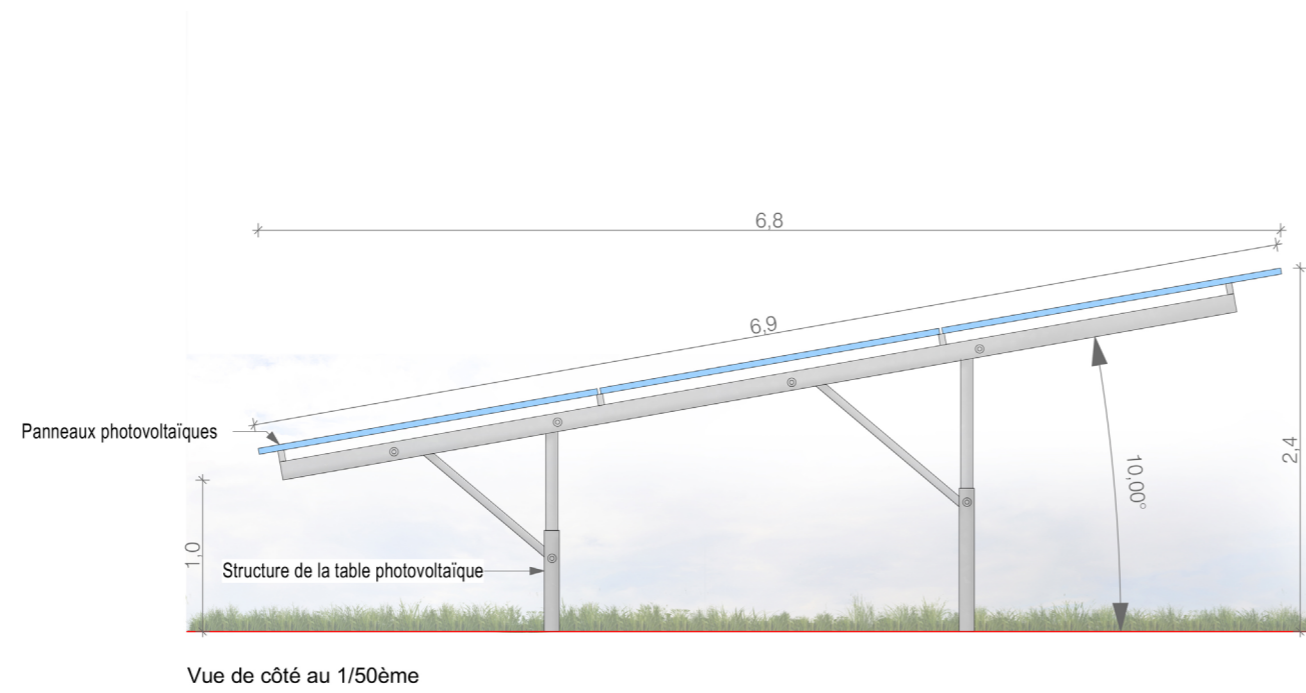 6,8
6,9
Panneaux photovoltaïques
2,4
10,00°
1,0
Structure de la table photovoltaïque
Vue de côté au 1/50ème